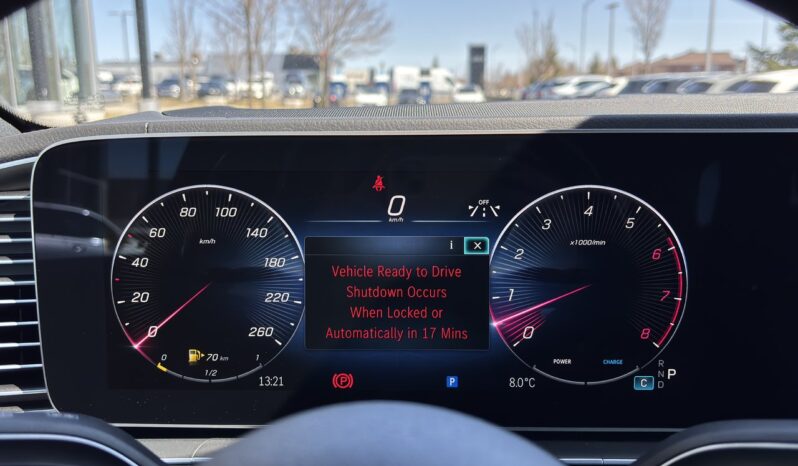 0
km/h
OFF
0
20
40
60
80
100
140
180
220
260
km/h
i X
Vehicle Ready to Drive
Shutdown Occurs
When Locked or
Automatically in 17 Mins
0
1
2
3
4
5
6
7
8
x1000/min
POWER CHARGE
0 1/2 1
70 km
13:21
P
P
8.0°C
C
R
N
D
P